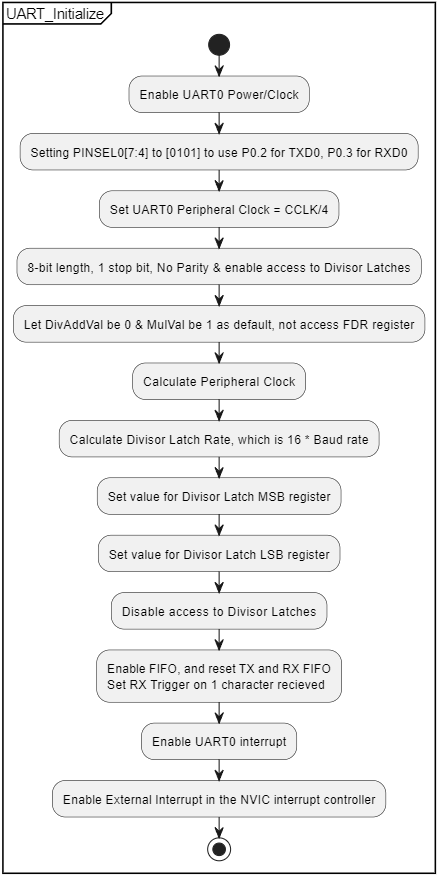 UART_Initialize
Enable UART0 Power/Clock
Setting PINSEL0[7:4] to [0101] to use P0.2 for TXD0, P0.3 for RXD0
Set UART0 Peripheral Clock = CCLK/4
8-bit length, 1 stop bit, No Parity & enable access to Divisor Latches
Let DivAddVal be 0 & MulVal be 1 as default, not access FDR register
Calculate Peripheral Clock
Calculate Divisor Latch Rate, which is 16 * Baud rate
Set value for Divisor Latch MSB register
Set value for Divisor Latch LSB register
Disable access to Divisor Latches
Enable FIFO, and reset TX and RX FIFO
Set RX Trigger on 1 character recieved
Enable UART0 interrupt
Enable External Interrupt in the NVIC interrupt controller